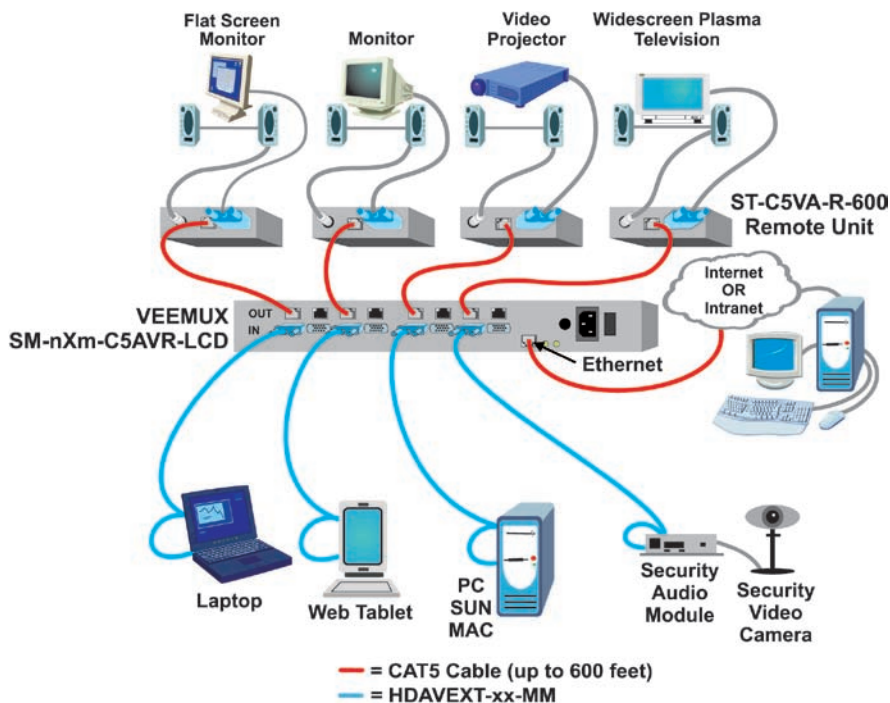 Flat Screen
Monitor
Monitor
Video
Projector
Widescreen Plasma
Television
ST-C5VA-R-600
Remote Unit
VEEMUX
SM-nXm-C5AVR-LCD
OUT
IN
Internet
OR
Intranet
Ethernet
Laptop
Web Tablet
PC
SUN
MAC
Security
Audio
Module
Security
Video
Camera
= CAT5 Cable (up to 600 feet)
= HDAVEXT-xx-MM